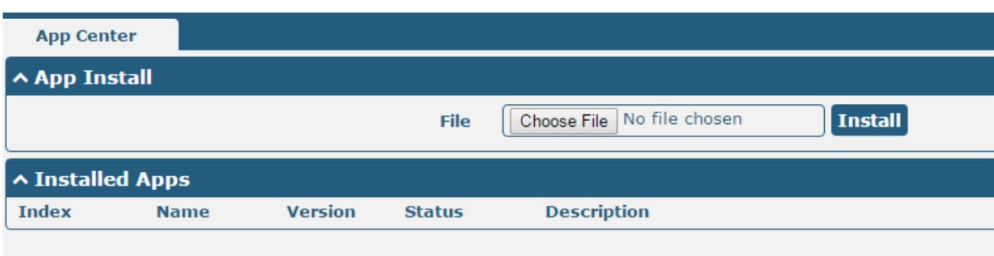 App Center
^ App Install
File Choose File No file chosen Install
^ Installed Apps
Index Name Version Status Description